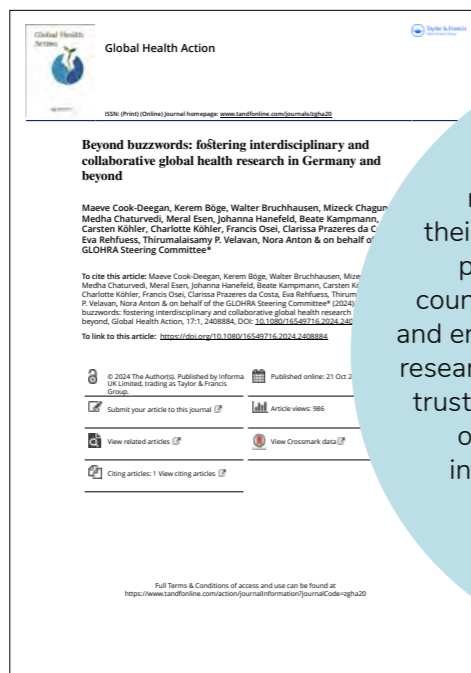 Global Health Action
Taylor & Francis
Global Health Action
ISSN: (Print) (Online) Journal homepage: www.tandfonline.com/journals/zgha20
Beyond buzzwords: fostering interdisciplinary and
collaborative global health research in Germany and
beyond
Maeve Cook-Deegan, Kerem Böge, Walter Bruchhausen, Mizeck Chagun
Medha Chaturvedi, Meral Esen, Johanna Hanefeld, Beate Kampmann,
Carsten Köhler, Charlotte Köhler, Francis Osei, Clarissa Prazeres da C
Eva Rehfuess, Thirumalaisamy P. Velavan, Nora Anton & on behalf of
GLOHRA Steering Committee*
To cite this article: Maeve Cook-Deegan, Kerem Böge, Walter Bruchhausen, Mize
Medha Chaturvedi, Meral Esen, Johanna Hanefeld, Beate Kampmann, Carsten Kö
Charlotte Köhler, Francis Osei, Clarissa Prazeres da Costa, Eva Rehfuess, Thirum
P. Velavan, Nora Anton & on behalf of the GLOHRA Steering Committee* (2024)
buzzwords: fostering interdisciplinary and collaborative global health research
beyond, Global Health Action, 17:1, 2408884, DOI: 10.1080/16549716.2024.240
To link to this article: https://doi.org/10.1080/16549716.2024.2408884
© 2024 The Author(s). Published by Informa
UK Limited, trading as Taylor & Francis
Group.
Published online: 21 Oct 2
Submit your article to this journal
Article views: 986
View related articles
View Crossmark data
Citing articles: 1 View citing articles
Full Terms & Conditions of access and use can be found at
https://www.tandfonline.com/action/journalInformation?journalCode=zgha20
their
p
coun
and en
resear
trust
o
in